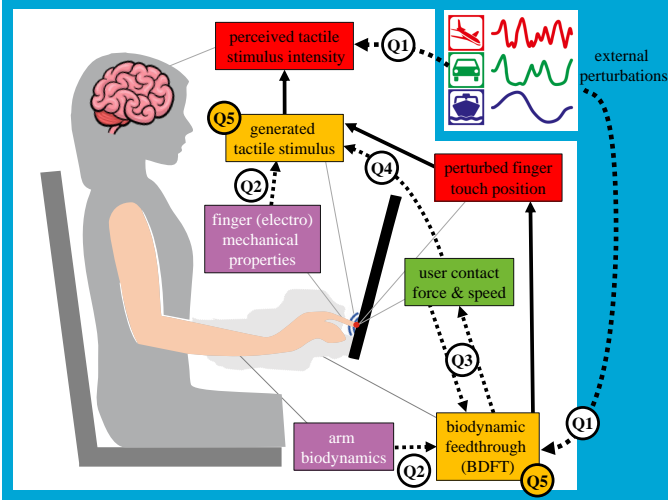 perceived tactile
stimulus intensity
Q1
external
perturbations
Q5
generated
tactile stimulus
Q4
perturbed finger
touch position
Q2
finger (electro)
mechanical
properties
user contact
force & speed
Q3
arm
biodynamics
Q2
biodynamic
feedthrough
(BDFT)
Q5
Q1